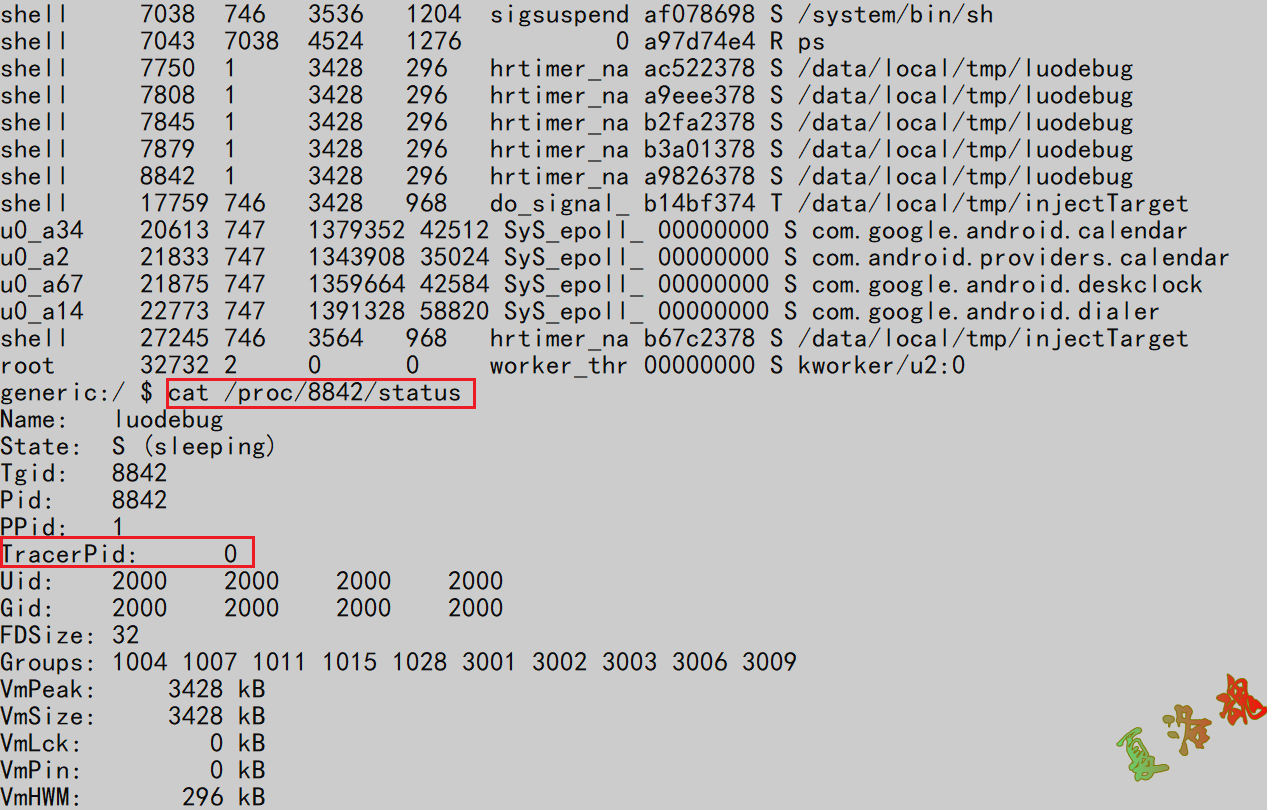 shell 7038 746 3536 1204 sigsuspend af078698 S /system/bin/sh
shell 7043 7038 4524 1276 0 a97d74e4 R ps
shell 7750 1 3428 296 hrtimer_na ac522378 S /data/local/tmp/luodebug
shell 7808 1 3428 296 hrtimer_na a9eee378 S /data/local/tmp/luodebug
shell 7845 1 3428 296 hrtimer_na b2fa2378 S /data/local/tmp/luodebug
shell 7879 1 3428 296 hrtimer_na b3a01378 S /data/local/tmp/luodebug
shell 8842 1 3428 296 hrtimer_na a9826378 S /data/local/tmp/luodebug
shell 17759 746 3428 968 do_signal_ b14bf374 T /data/local/tmp/injectTarget
u0_a34 20613 747 1379352 42512 SyS_epoll_ 00000000 S com.google.android.calendar
u0_a2 21833 747 1343908 35024 SyS_epoll_ 00000000 S com.android.providers.calendar
u0_a67 21875 747 1359664 42584 SyS_epoll_ 00000000 S com.google.android.deskclock
u0_a14 22773 747 1391328 58820 SyS_epoll_ 00000000 S com.google.android.dialer
shell 27245 746 3564 968 hrtimer_na b67c2378 S /data/local/tmp/injectTarget
root 32732 2 0 0 worker_thr 00000000 S kworker/u2:0
generic:/ $ cat /proc/8842/status
Name: luodebug
State: S (sleeping)
Tgid: 8842
Pid: 8842
PPid: 1
TracerPid: 0
Uid: 2000 2000 2000 2000
Gid: 2000 2000 2000 2000
FDSize: 32
Groups: 1004 1007 1011 1015 1028 3001 3002 3003 3006 3009
VmPeak: 3428 kB
VmSize: 3428 kB
VmLck: 0 kB
VmPin: 0 kB
VmHWM: 296 kB
夏洛魂